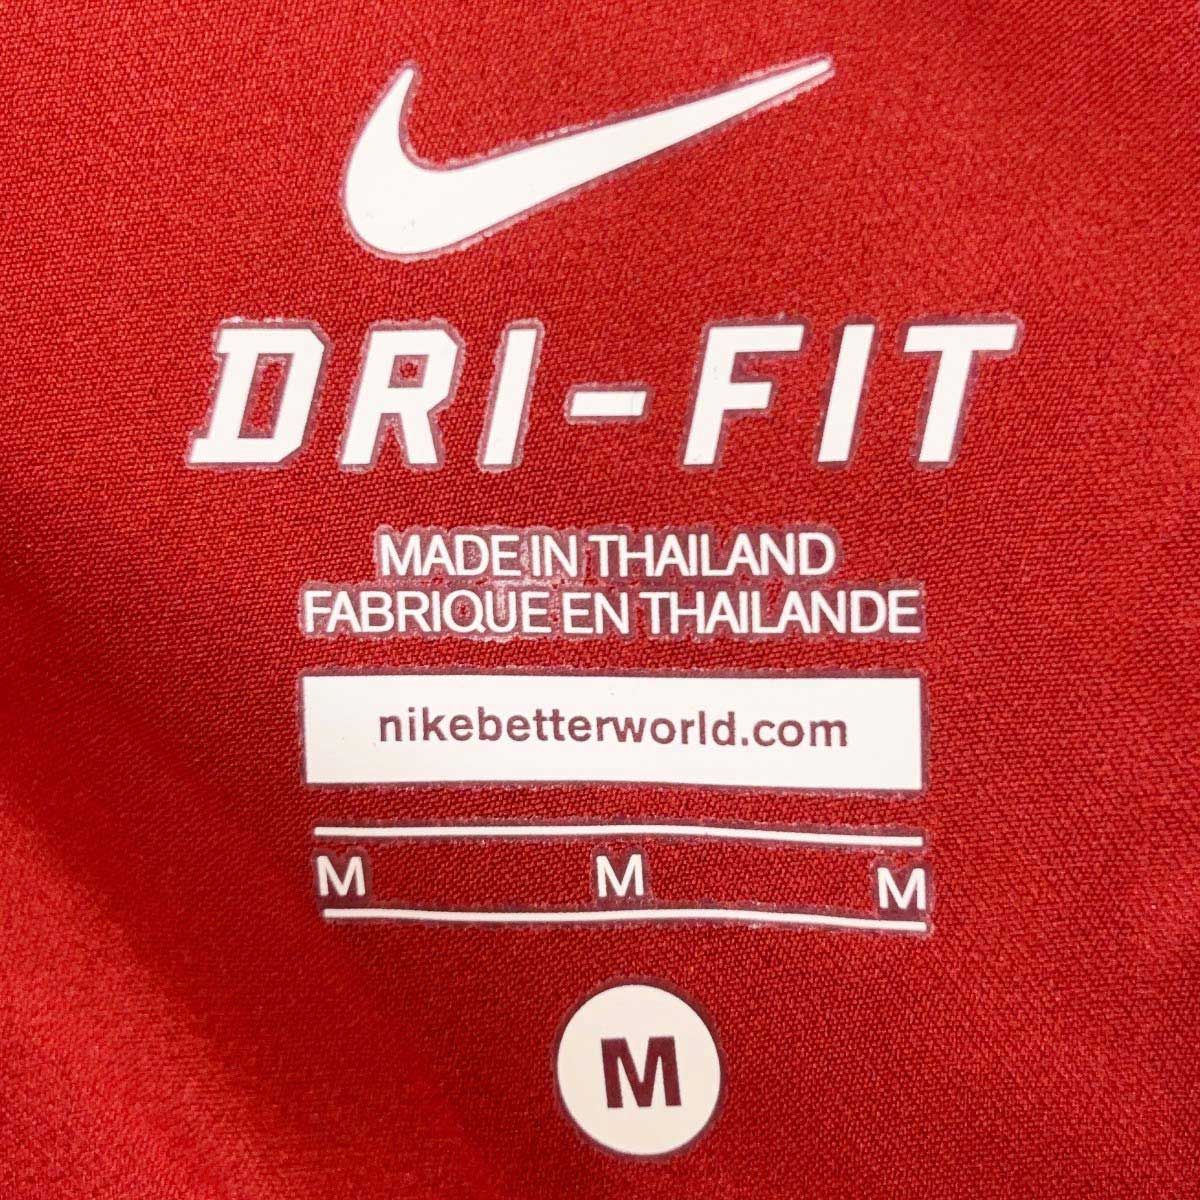 DRI-FIT
MADE IN THAILAND
FABRIQUE EN THAILANDE
nikebetterworld.com
M M M
M